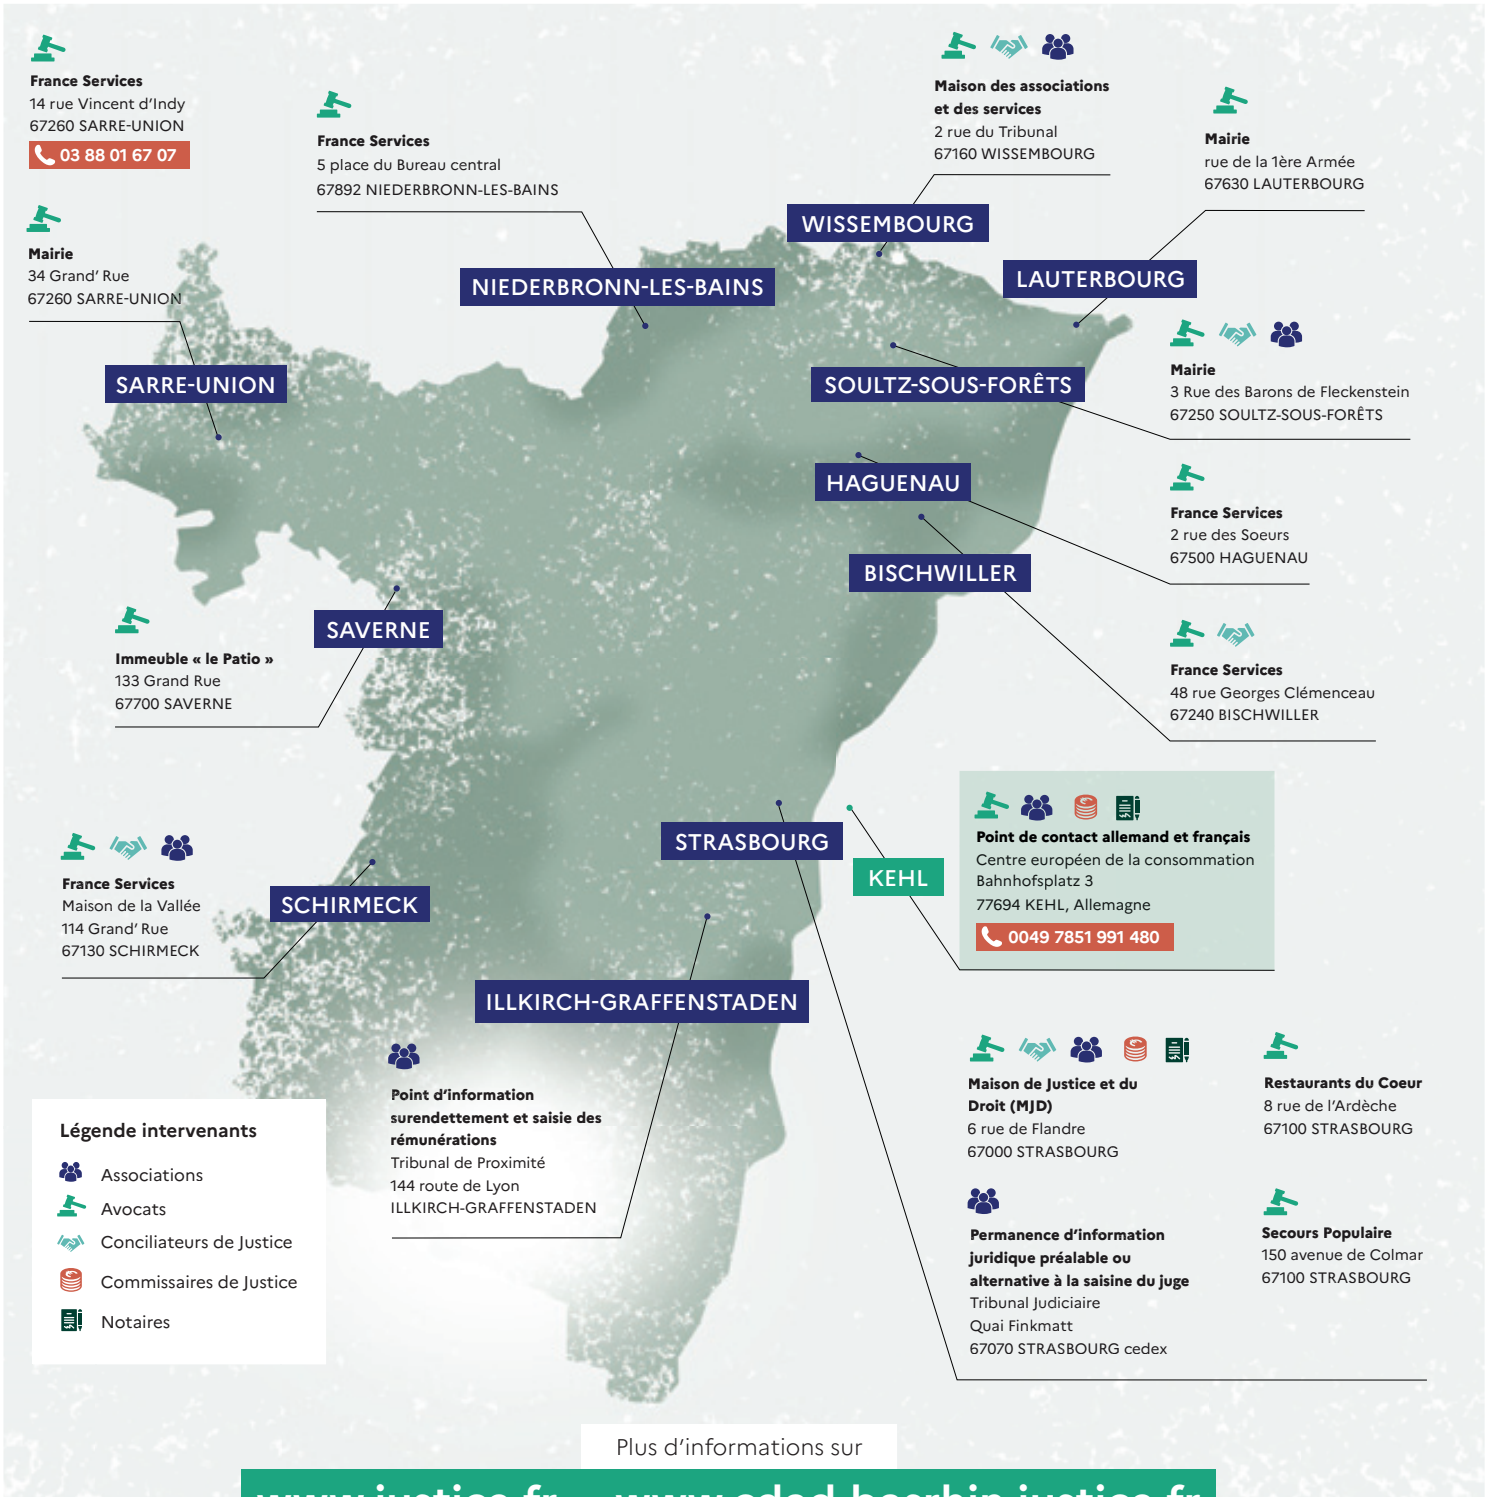 France Services
14 rue Vincent d'Indy
67260 SARRE-UNION
03 88 01 67 07
Mairie
34 Grand' Rue
67260 SARRE-UNION
France Services
5 place du Bureau central
67892 NIEDERBRONN-LES-BAINS
Maison des associations
et des services
2 rue du Tribunal
67160 WISSEMBOURG
Mairie
rue de la 1ère Armée
67630 LAUTERBOURG
WISSEMBOURG
NIEDERBRONN-LES-BAINS
LAUTERBOURG
SARRE-UNION
SOULTZ-SOUS-FORÊTS
Mairie
3 Rue des Barons de Fleckenstein
67250 SOULTZ-SOUS-FORÊTS
HAGUENAU
France Services
2 rue des Soeurs
67500 HAGUENAU
BISCHWILLER
France Services
48 rue Georges Clémenceau
67240 BISCHWILLER
SAVERNE
Immeuble « le Patio »
133 Grand Rue
67700 SAVERNE
STRASBOURG
KEHL
Point de contact allemand et français
Centre européen de la consommation
Bahnhofsplatz 3
77694 KEHL, Allemagne
0049 7851 991 480
France Services
Maison de la Vallée
114 Grand' Rue
67130 SCHIRMECK
SCHIRMECK
ILLKIRCH-GRAFFENSTADEN
Point d'information
surendettement et saisie des
rémunérations
Tribunal de Proximité
144 route de Lyon
ILLKIRCH-GRAFFENSTADEN
Maison de Justice et du
Droit (MJD)
6 rue de Flandre
67000 STRASBOURG
Restaurants du Coeur
8 rue de l'Ardèche
67100 STRASBOURG
Permanence d'information
juridique préalable ou
alternative à la saisine du juge
Tribunal Judiciaire
Quai Finkmatt
67070 STRASBOURG cedex
Secours Populaire
150 avenue de Colmar
67100 STRASBOURG
Légende intervenants
Associations
Avocats
Conciliateurs de Justice
Commissaires de Justice
Notaires
Plus d'informations sur
www.justice.fr www.cdad-basrhin.justice.fr